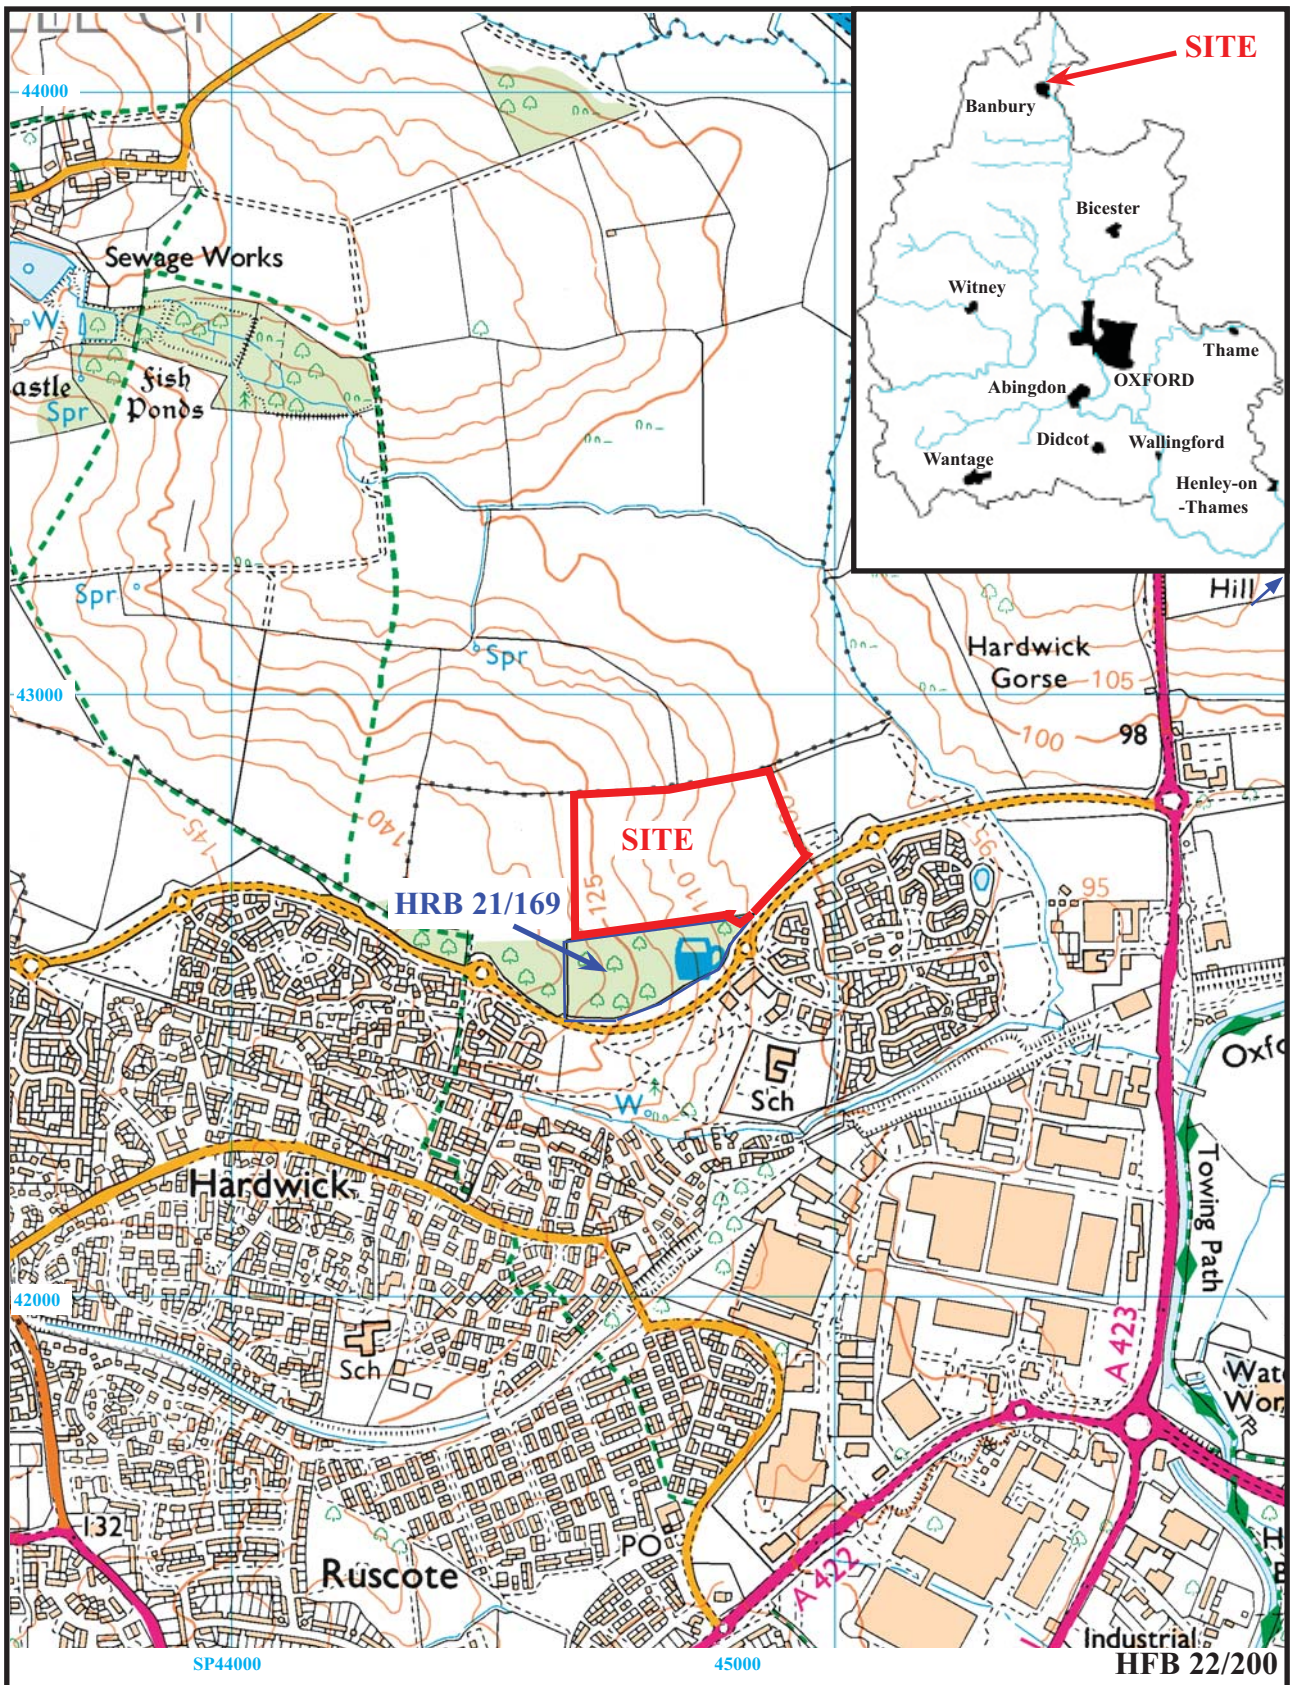 SITE
Banbury
Bicester
Witney
Thame
OXFORD
Abingdon
Didcot
Wallingford
Wantage
Henley-on
-Thames
44000
Sewage Works
W
astle
Spr
Fish
Ponds
Spr
Spr
Hill
Hardwick
Gorse
105
43000
100
98
145
140
SITE
125
110
100
95
95
HRB 21/169
Sch
W
Oxfo
Towing Path
Hardwick
42000
Sch
A 423
Wate
Wor
132
PO
Ruscote
A 422
H
B
Industrial
SP44000
45000
HFB 22/200